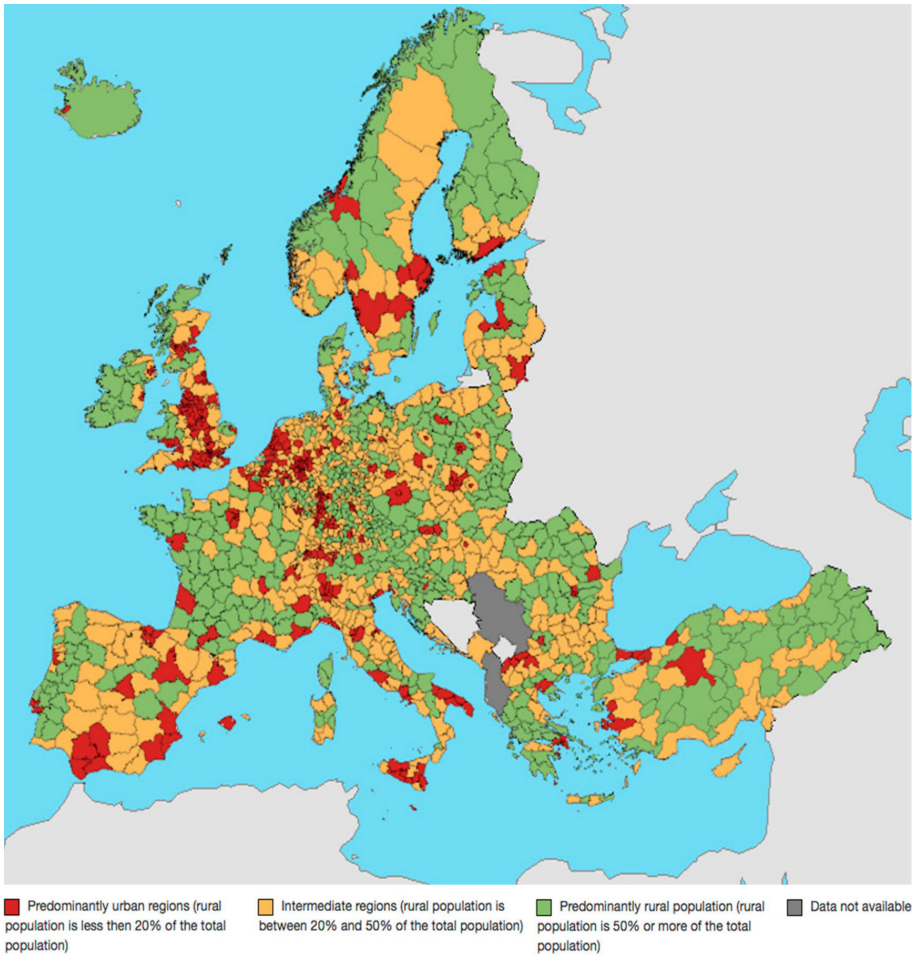 Predominantly urban regions (rural
population is less then 20% of the total
population)
Intermediate regions (rural population is
between 20% and 50% of the total population)
Predominantly rural population (rural
population is 50% or more of the total
population)
Data not available